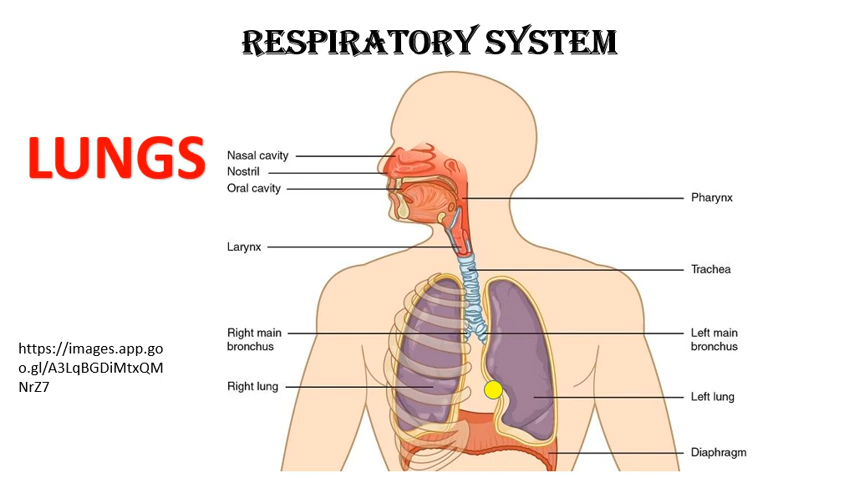 RESPIRATORY SYSTEM
LUNGS
Nasal cavity
Nostril
Oral cavity
Pharynx
Larynx
Trachea
Right main
bronchus
Left main
bronchus
https://images.app.go
o.gl/A3LqBGDiMtxQM
NrZ7
Right lung
Left lung
Diaphragm